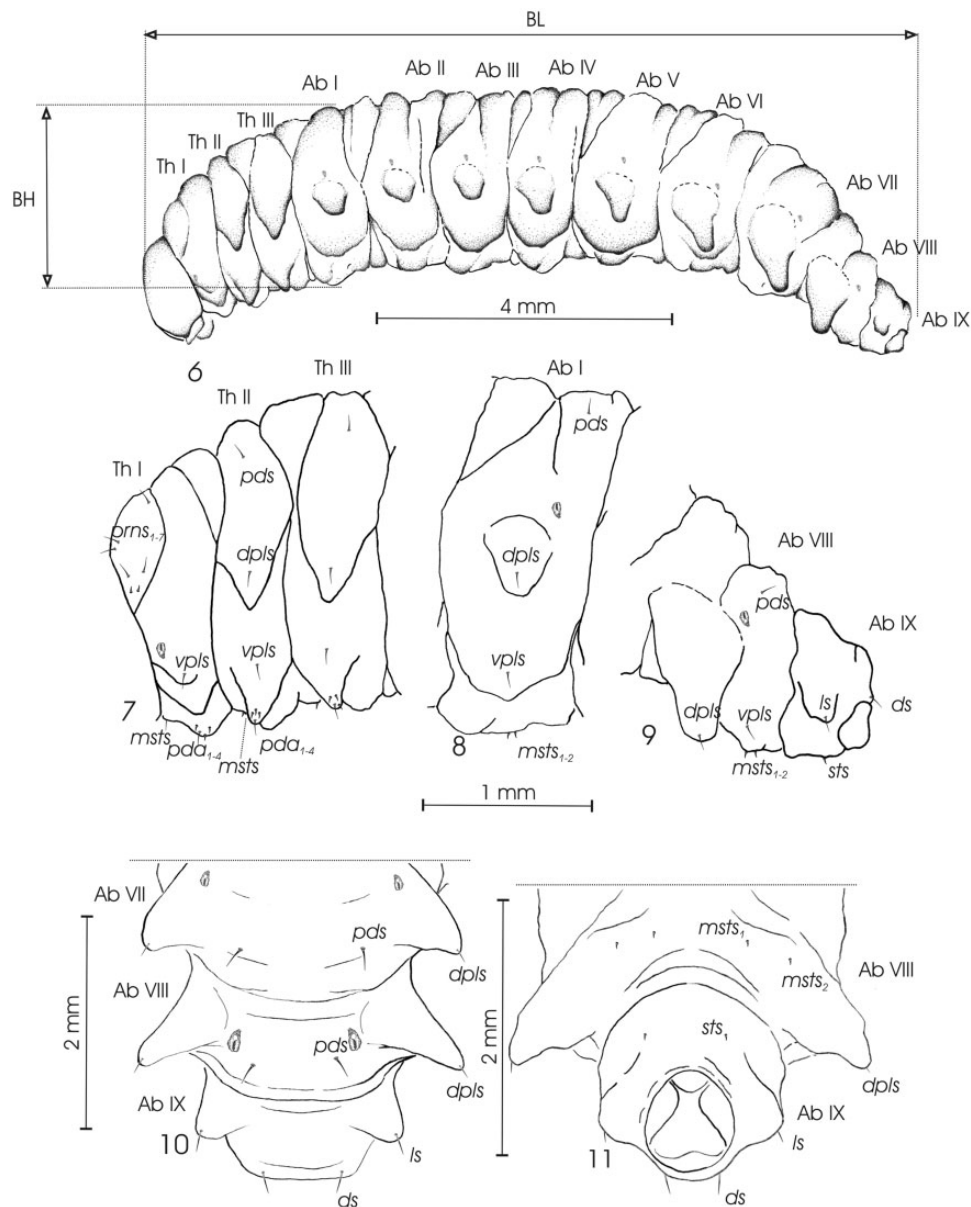 BL
Ab I
Ab II
Ab III
Ab IV
Ab V
Ab VI
Ab VII
Ab VIII
Ab IX
Th III
Th II
Th I
BH
4 mm
6
Th I
Th II
Th III
prns1-7
pds
dpls
vpls
vpls
msts
pda1-4
msts
pda1-4
7
Ab I
pds
dpls
vpls
msts1-2
8
1 mm
Ab VIII
pds
Ab IX
ls
ds
dpls
vpls
msts1-2
sts
9
Ab VII
pds
dpls
Ab VIII
2 mm
pds
dpls
Ab IX
ls
ds
10
msts1
msts2
Ab VIII
2 mm
sts
dpls
Ab IX
ls
ds
11